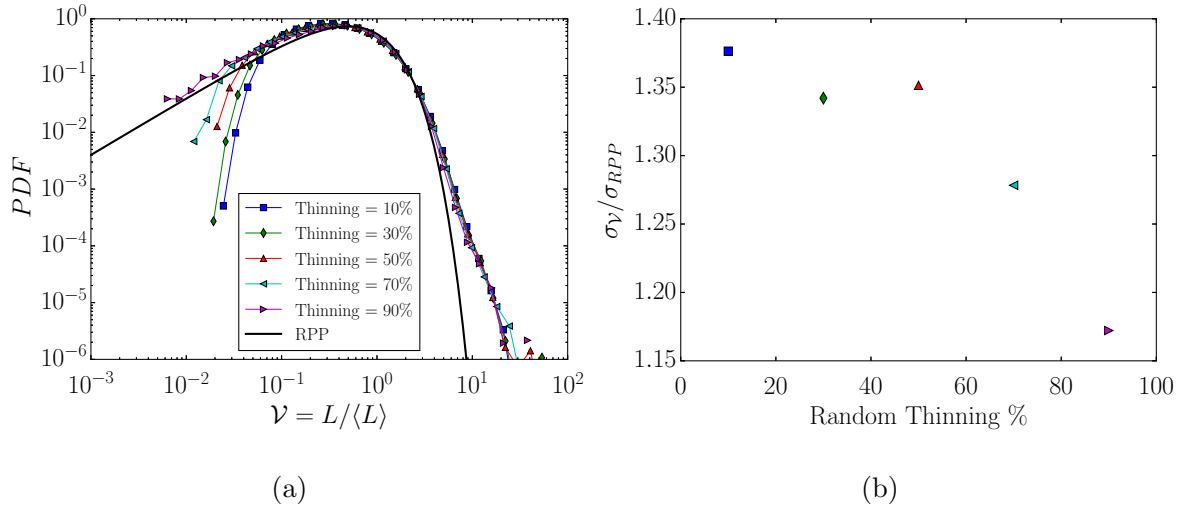 10^0
10^{-1}
10^{-2}
10^{-3}
10^{-4}
10^{-5}
10^{-6}
PDF
Thinning = 10%
Thinning = 30%
Thinning = 50%
Thinning = 70%
Thinning = 90%
RPP
10^{-3} 10^{-2} 10^{-1} 10^0 10^1 10^2
𝒱 = L/⟨L⟩
(a)
1.40
1.35
1.30
1.25
1.20
1.15
σ_𝒱/σ_{RPP}
0 20 40 60 80 100
Random Thinning %
(b)